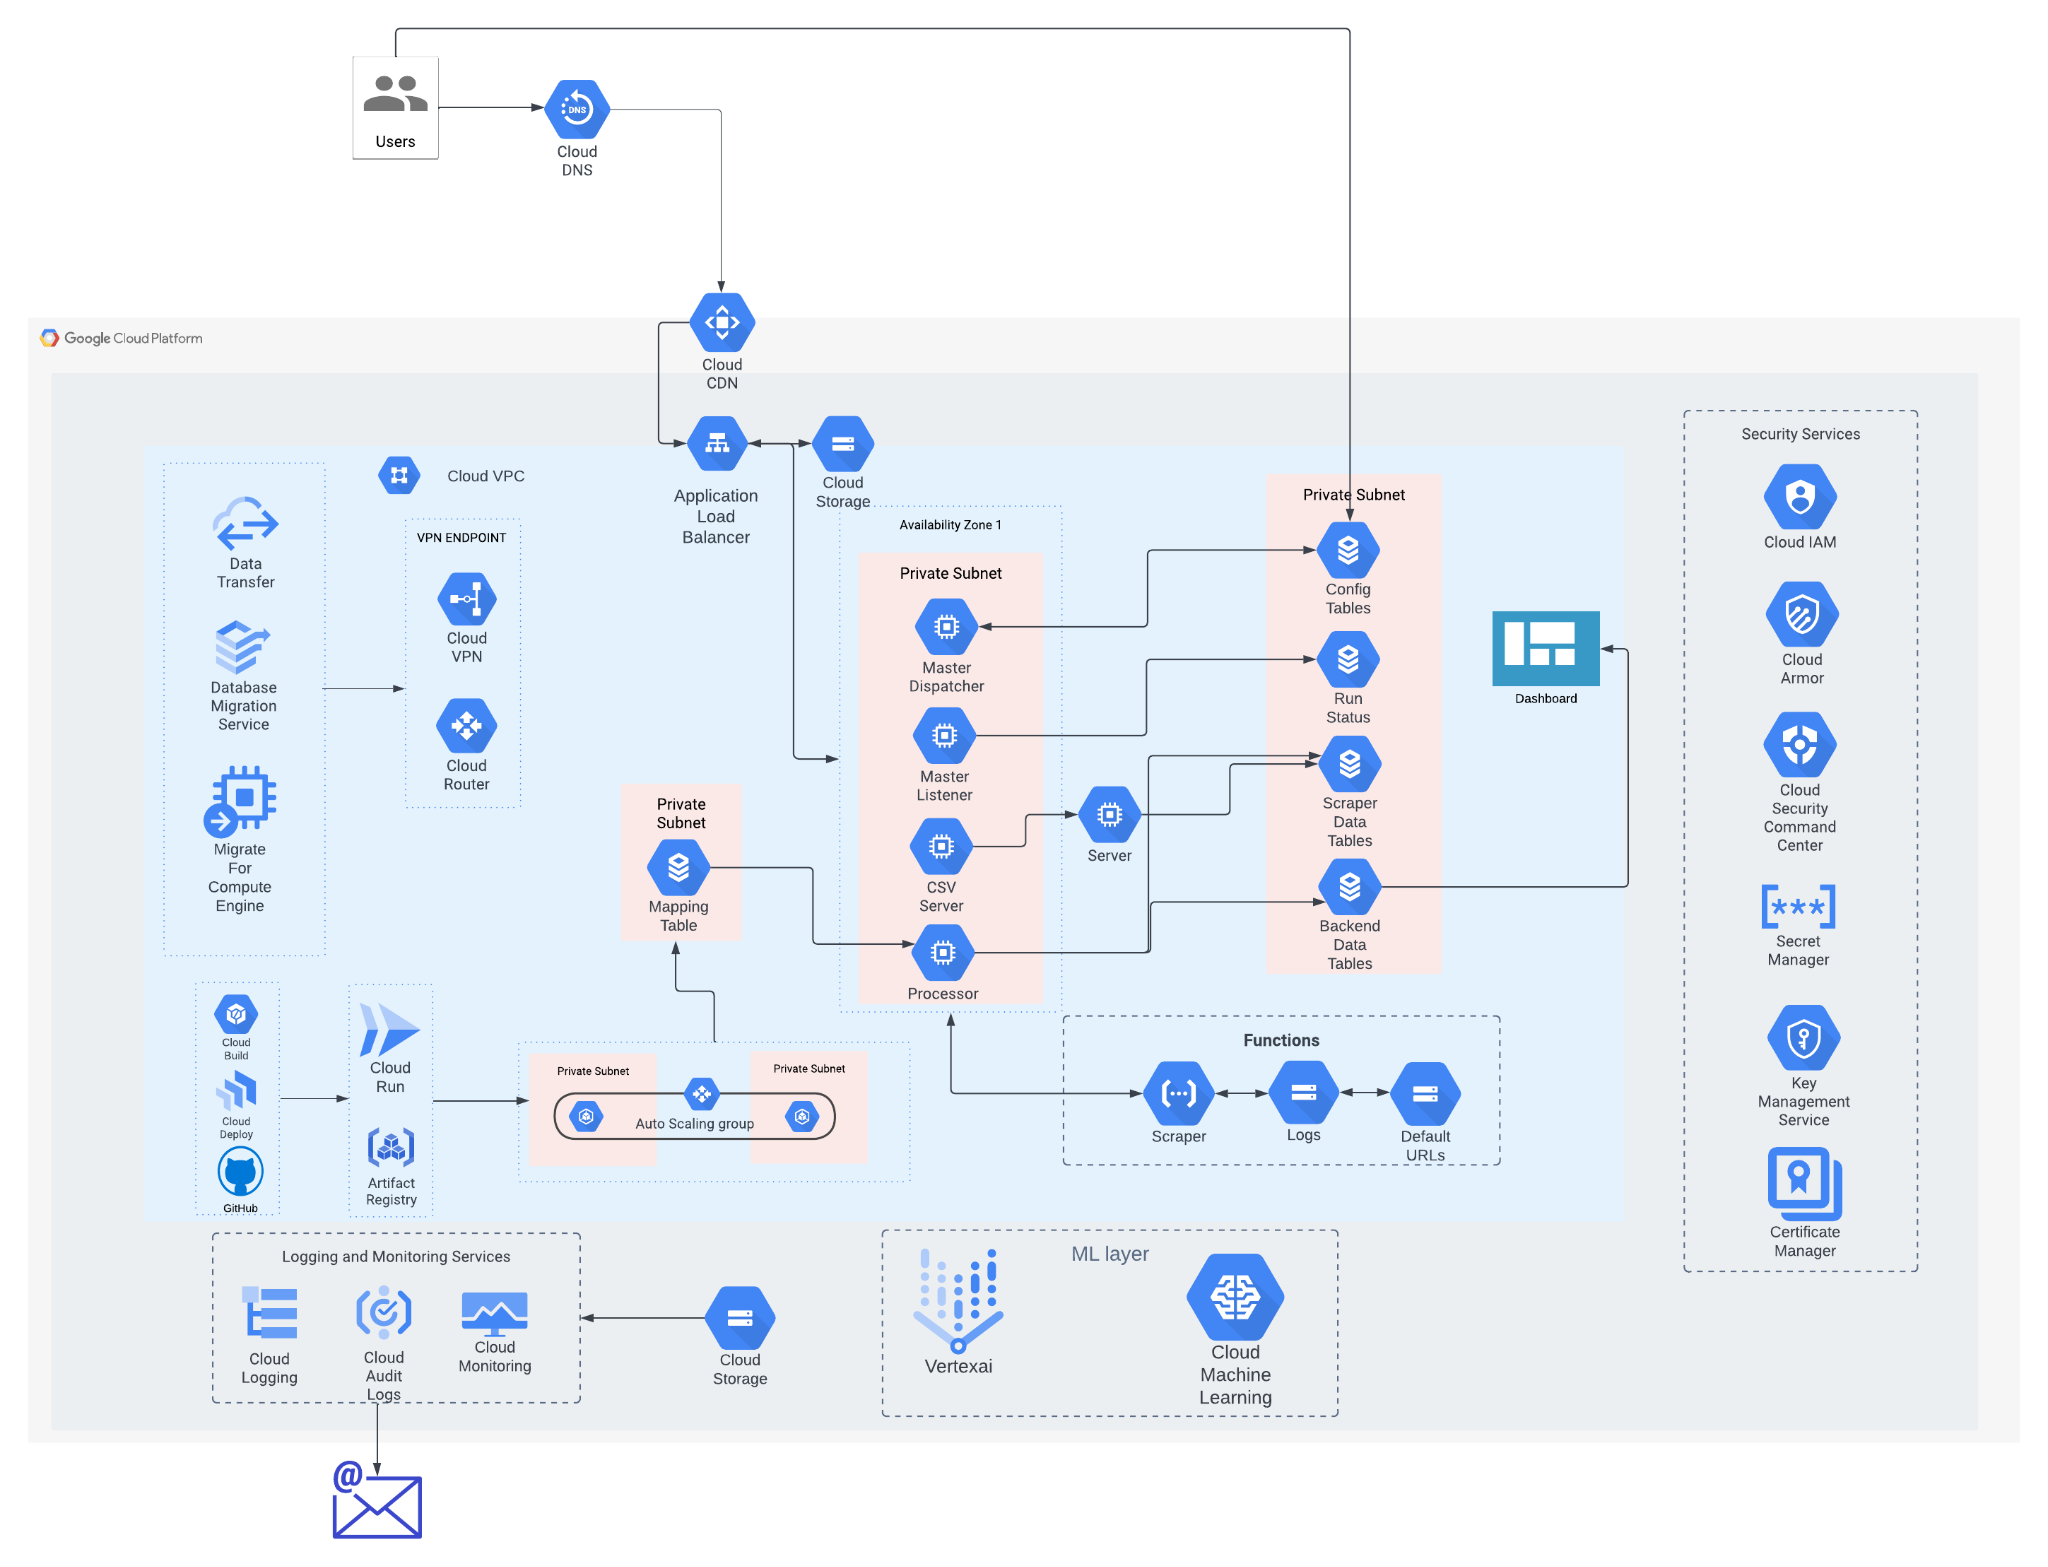 Users
DNS
Cloud
DNS
Google Cloud Platform
Cloud
CDN
Application
Load
Balancer
Cloud
Storage
Cloud VPC
Data
Transfer
Database
Migration
Service
Migrate
For
Compute
Engine
VPN ENDPOINT
Cloud
VPN
Cloud
Router
Availability Zone 1
Private Subnet
Master
Dispatcher
Master
Listener
CSV
Server
Processor
Server
Private
Subnet
Mapping
Table
Private Subnet
Config
Tables
Run
Status
Scraper
Data
Tables
Backend
Data
Tables
Dashboard
Security Services
Cloud IAM
Cloud
Armor
Cloud
Security
Command
Center
[***]
Secret
Manager
Key
Management
Service
Certificate
Manager
Cloud
Build
Cloud
Deploy
GitHub
Cloud
Run
Artifact
Registry
Private Subnet
Private Subnet
Auto Scaling group
Functions
Scraper
Logs
Default
URLs
Logging and Monitoring Services
Cloud
Logging
Cloud
Audit
Logs
Cloud
Monitoring
Cloud
Storage
ML layer
Vertexai
Cloud
Machine
Learning
@